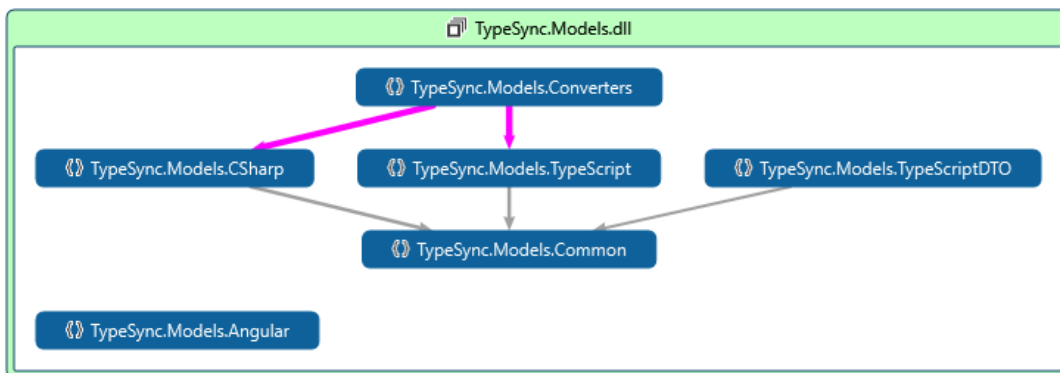 TypeSync.Models.dll
TypeSync.Models.Converters
TypeSync.Models.CSharp
TypeSync.Models.TypeScript
TypeSync.Models.TypeScriptDTO
TypeSync.Models.Common
TypeSync.Models.Angular